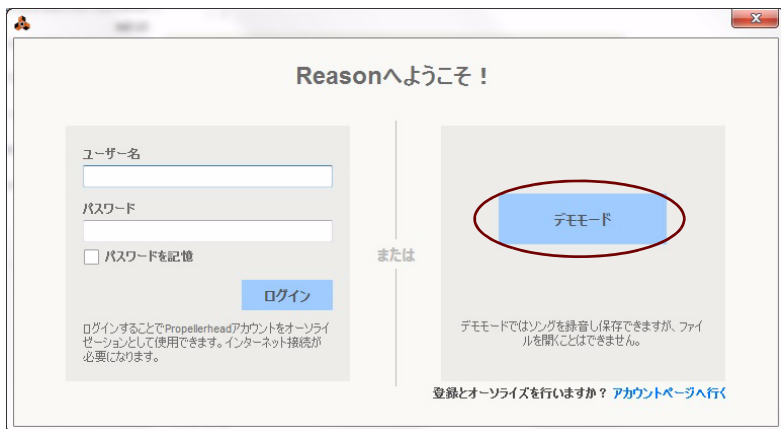 Reasonへようこそ！
ユーザー名
パスワード
パスワードを記憶
ログイン
ログインすることでPropellerheadアカウントをオーソライ
ゼーションとして使用できます。インターネット接続が
必要になります。
または
デモモード
デモモードではソングを録音し保存できますが、ファイ
ルを開くことはできません。
登録とオーソライズを行いますか？ アカウントページへ行く